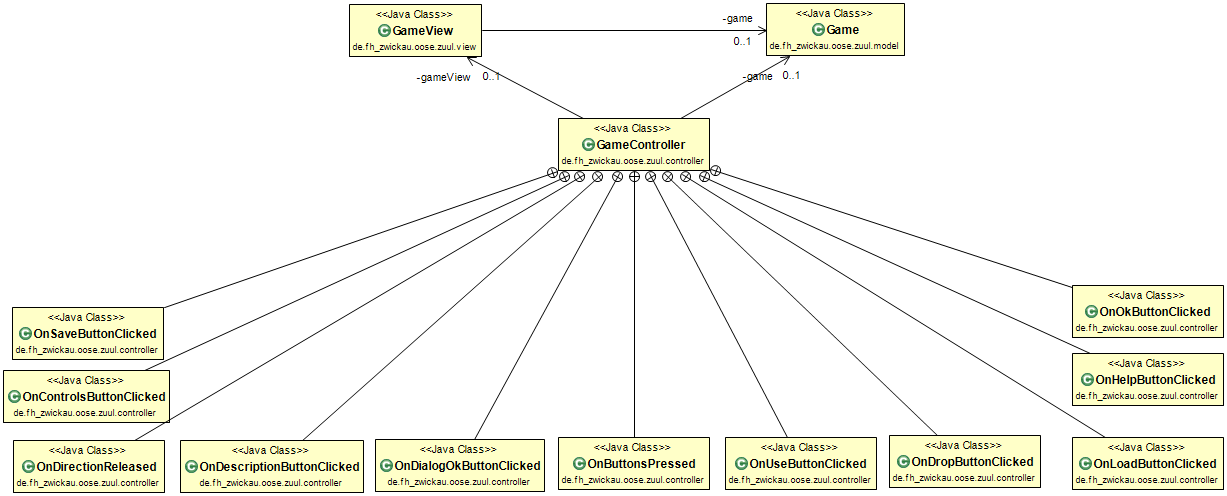 <<Java Class>>
GameView
de.fh_zwickau.oose.zuul.view
-game
0..1
<<Java Class>>
Game
de.fh_zwickau.oose.zuul.model
-gameView
0..1
-game
0..1
<<Java Class>>
GameController
de.fh_zwickau.oose.zuul.controller
<<Java Class>>
OnSaveButtonClicked
de.fh_zwickau.oose.zuul.controller
<<Java Class>>
OnOkButtonClicked
de.fh_zwickau.oose.zuul.controller
<<Java Class>>
OnControlsButtonClicked
de.fh_zwickau.oose.zuul.controller
<<Java Class>>
OnHelpButtonClicked
de.fh_zwickau.oose.zuul.controller
<<Java Class>>
OnDirectionReleased
de.fh_zwickau.oose.zuul.controller
<<Java Class>>
OnDescriptionButtonClicked
de.fh_zwickau.oose.zuul.controller
<<Java Class>>
OnDialogOkButtonClicked
de.fh_zwickau.oose.zuul.controller
<<Java Class>>
OnButtonsPressed
de.fh_zwickau.oose.zuul.controller
<<Java Class>>
OnUseButtonClicked
de.fh_zwickau.oose.zuul.controller
<<Java Class>>
OnDropButtonClicked
de.fh_zwickau.oose.zuul.controller
<<Java Class>>
OnLoadButtonClicked
de.fh_zwickau.oose.zuul.controller